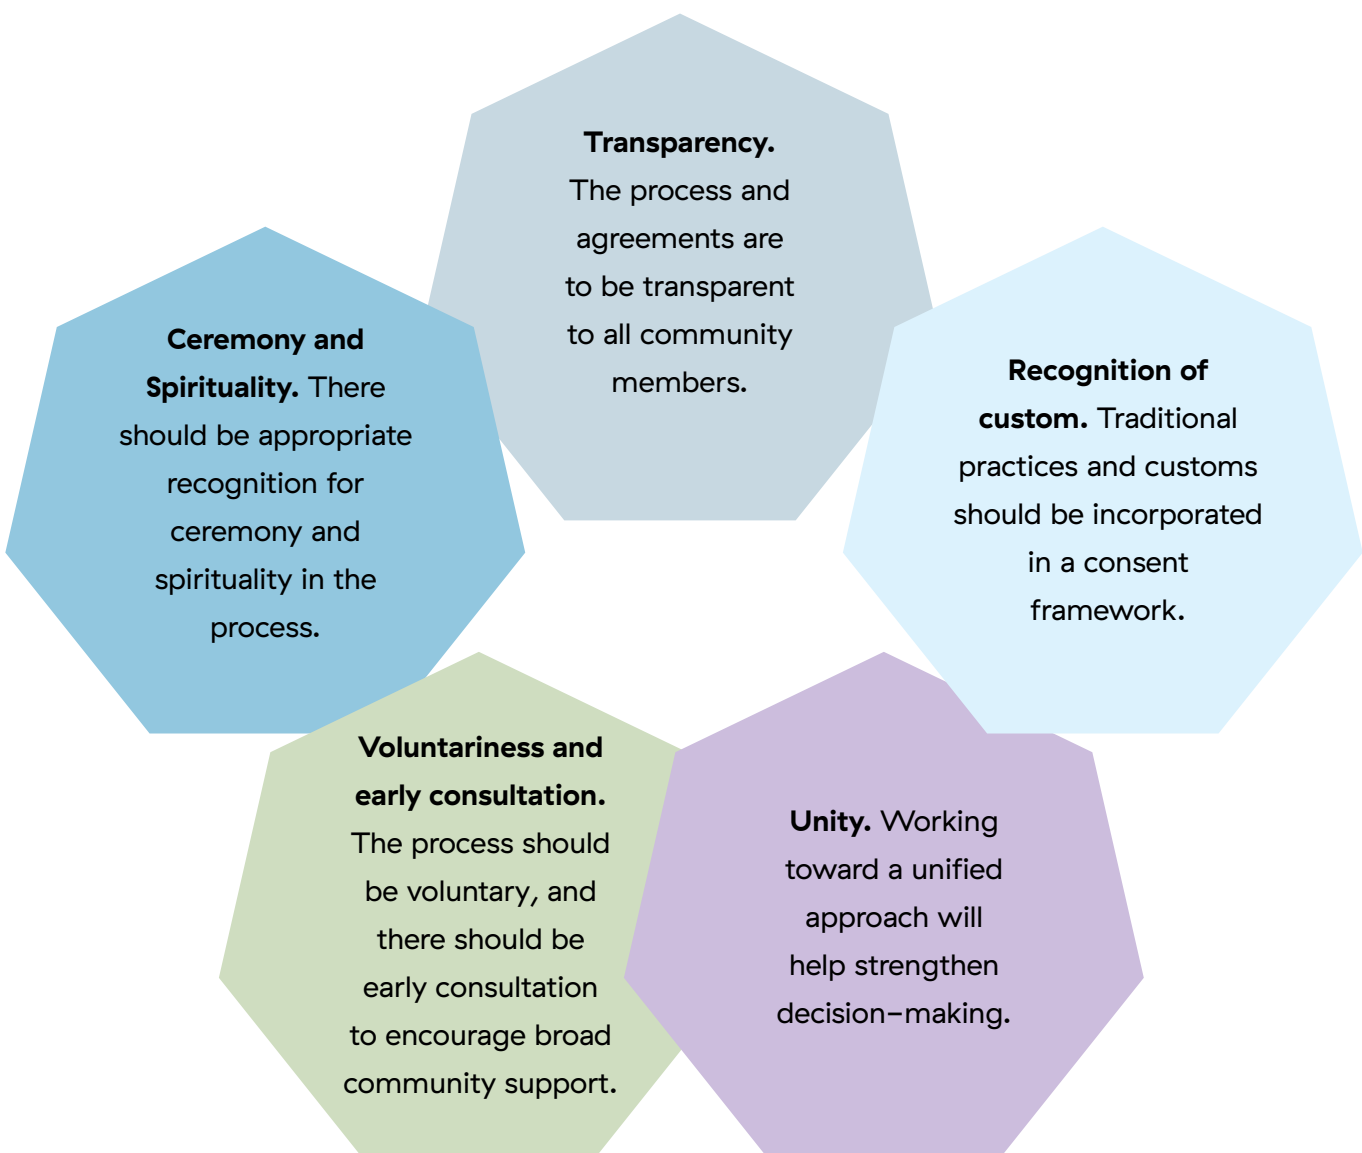 Transparency.
The process and
agreements are
to be transparent
to all community
members.
Ceremony and
Spirituality. There
should be appropriate
recognition for
ceremony and
spirituality in the
process.
Recognition of
custom. Traditional
practices and customs
should be incorporated
in a consent
framework.
Voluntariness and
early consultation.
The process should
be voluntary, and
there should be
early consultation
to encourage broad
community support.
Unity. Working
toward a unified
approach will
help strengthen
decision-making.